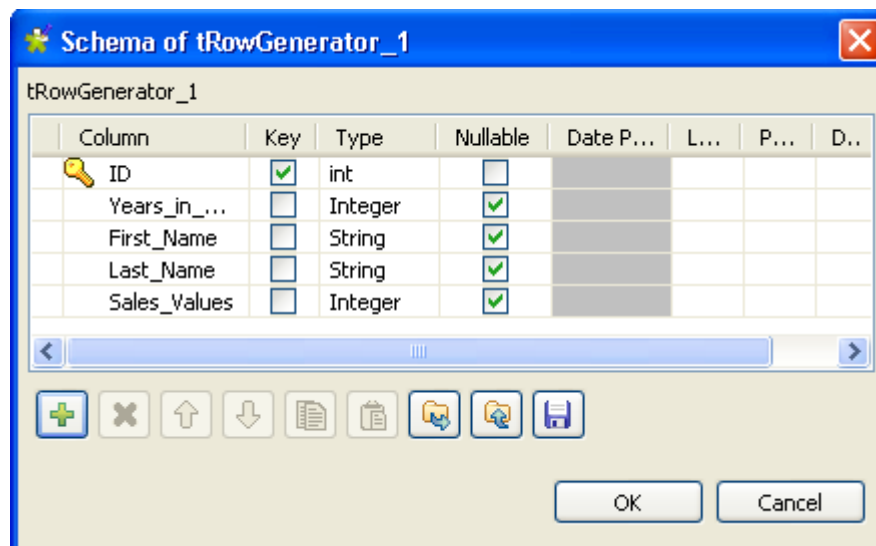 Schema of tRowGenerator_1
tRowGenerator_1
Column Key Type Nullable Date P... L... P... D..
ID int
Years_in_... Integer
First_Name String
Last_Name String
Sales_Values Integer
OK Cancel